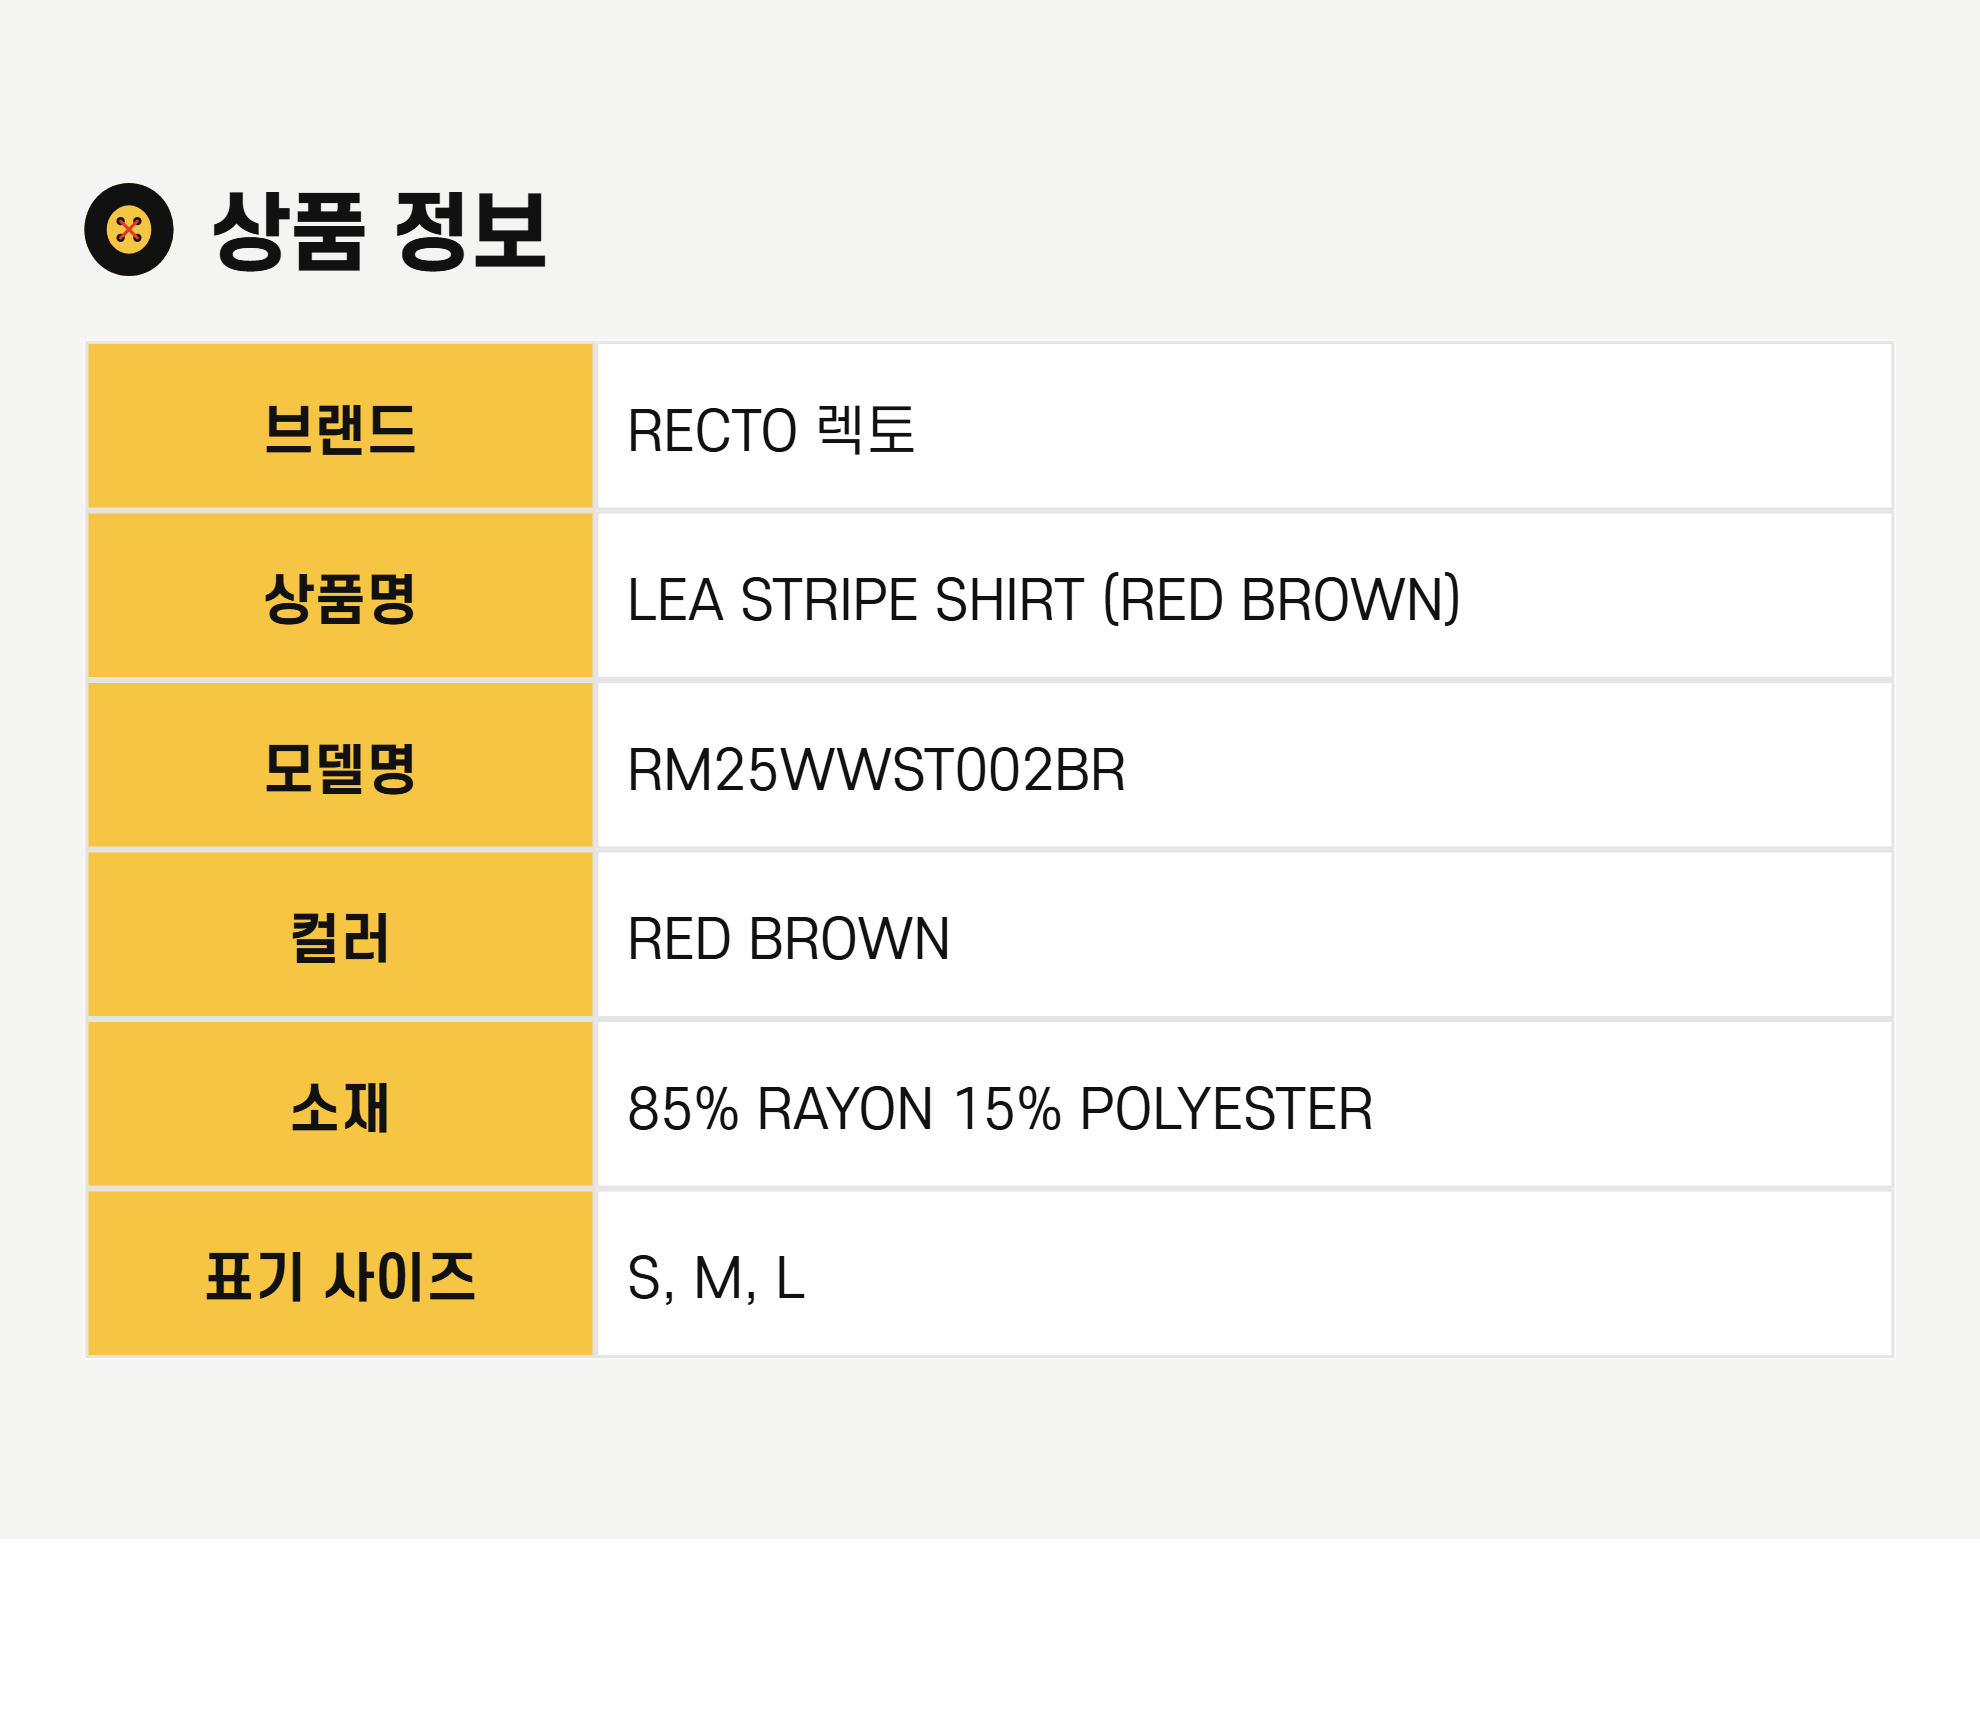 상품 정보
브랜드 RECTO 렉토
상품명 LEA STRIPE SHIRT (RED BROWN)
모델명 RM25WWST002BR
컬러 RED BROWN
소재 85% RAYON 15% POLYESTER
표기 사이즈 S, M, L